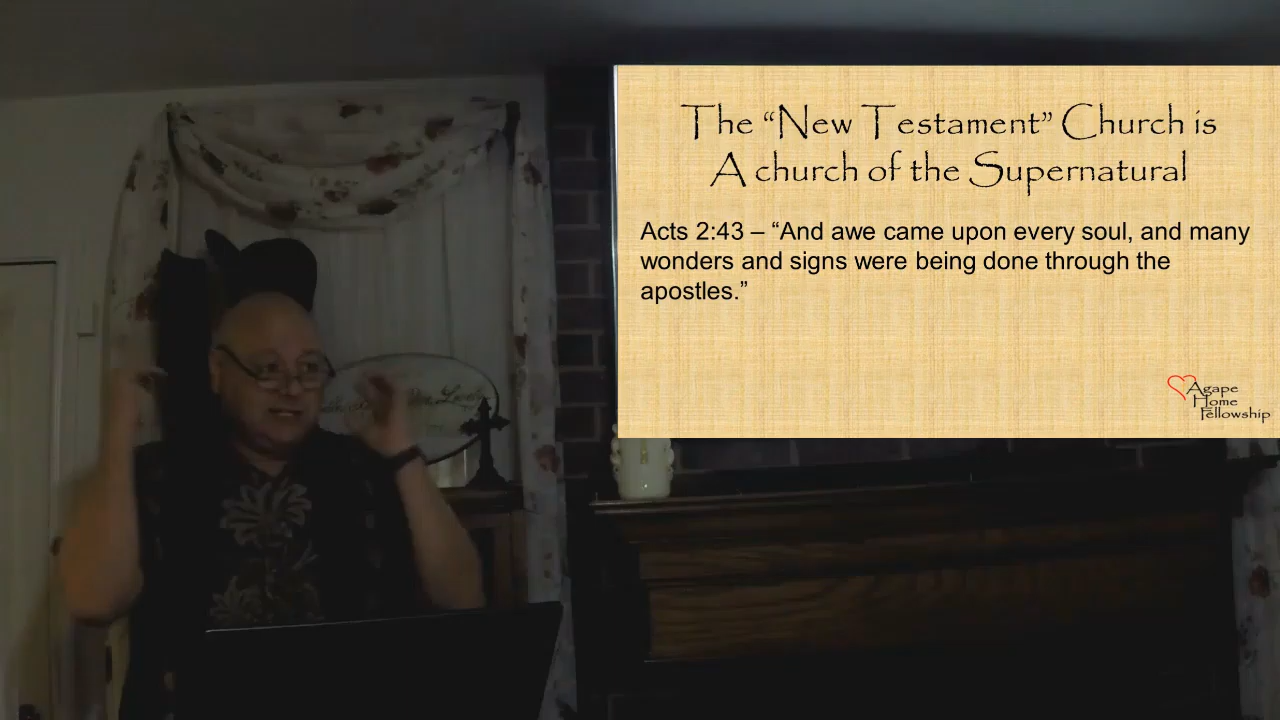 The “New Testament” Church is
A church of the Supernatural
Acts 2:43 – “And awe came upon every soul, and many
wonders and signs were being done through the
apostles.”
Agape
Home
Fellowship